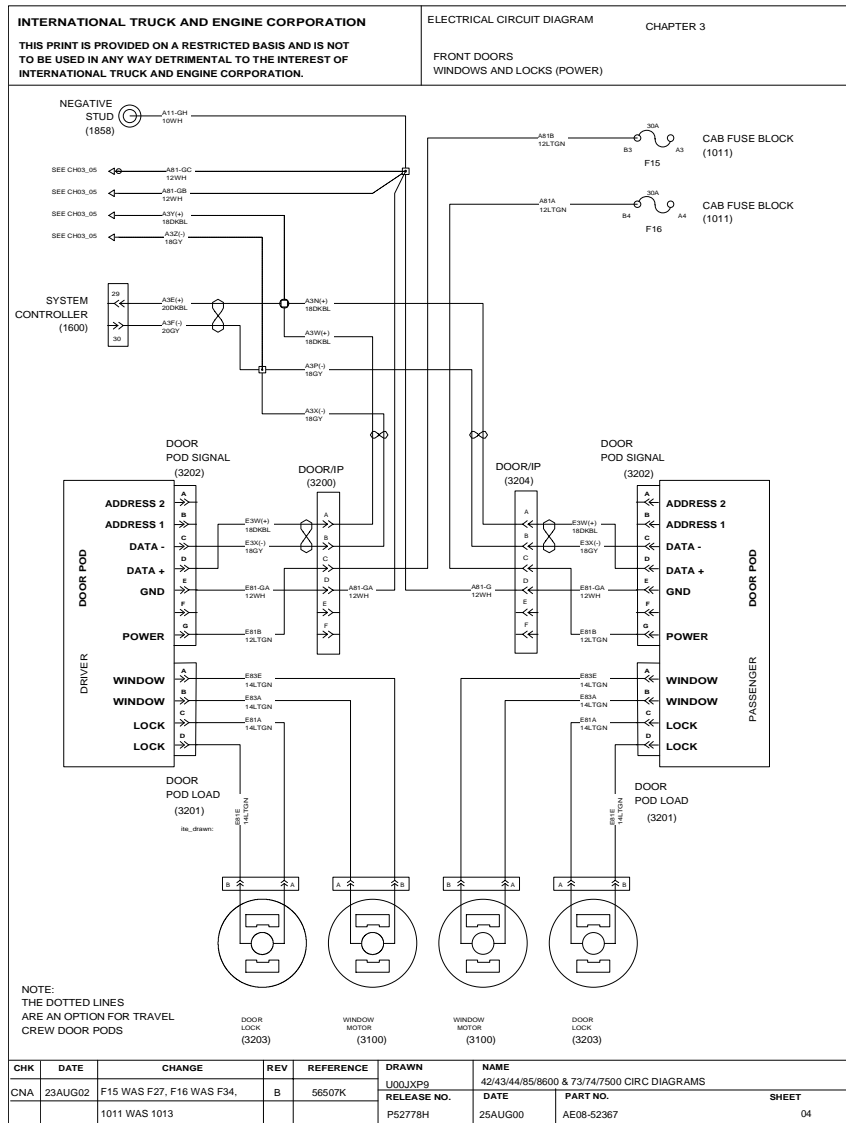 INTERNATIONAL TRUCK AND ENGINE CORPORATION
THIS PRINT IS PROVIDED ON A RESTRICTED BASIS AND IS NOT
TO BE USED IN ANY WAY DETRIMENTAL TO THE INTEREST OF
INTERNATIONAL TRUCK AND ENGINE CORPORATION.
ELECTRICAL CIRCUIT DIAGRAM
CHAPTER 3
FRONT DOORS
WINDOWS AND LOCKS (POWER)
NEGATIVE
STUD
(1858)
A11-GH
10WH
A81B
12LTGN
30A
B3
A3
F15
CAB FUSE BLOCK
(1011)
SEE CH03_05
A81-GC
12WH
SEE CH03_05
A81-GB
12WH
SEE CH03_05
A3Y(+)
18DKBL
SEE CH03_05
A3Z(-)
18GY
A81A
12LTGN
30A
B4
A4
F16
CAB FUSE BLOCK
(1011)
SYSTEM
CONTROLLER
(1600)
29
30
A3E(+)
20DKBL
A3F(-)
20GY
A3N(+)
18DKBL
A3W(+)
18DKBL
A3P(-)
18GY
A3X(-)
18GY
DOOR
POD SIGNAL
(3202)
DOOR/IP
(3200)
DOOR/IP
(3204)
DOOR
POD SIGNAL
(3202)
DOOR POD
DRIVER
ADDRESS 2
ADDRESS 1
DATA -
DATA +
GND
POWER
WINDOW
WINDOW
LOCK
LOCK
A
B
C
D
E
F
G
A
B
C
D
E3W(+)
18DKBL
E3X(-)
18GY
E81-GA
12WH
E81B
12LTGN
A
B
C
D
E
F
A81-GA
12WH
A81-G
12WH
A
B
C
D
E
F
E3W(+)
18DKBL
E3X(-)
18GY
E81-GA
12WH
E81B
12LTGN
A
B
C
D
E
F
G
A
B
C
D
ADDRESS 2
ADDRESS 1
DATA -
DATA +
GND
POWER
WINDOW
WINDOW
LOCK
LOCK
DOOR POD
PASSENGER
E83E
14LTGN
E83A
14LTGN
E81A
14LTGN
E83E
14LTGN
E83A
14LTGN
E81A
14LTGN
DOOR
POD LOAD
(3201)
ite_drawn:
E81E
14LTGN
E81E
14LTGN
DOOR
POD LOAD
(3201)
B
A
A
B
B
A
A
B
NOTE:
THE DOTTED LINES
ARE AN OPTION FOR TRAVEL
CREW DOOR PODS
DOOR
LOCK
(3203)
WINDOW
MOTOR
(3100)
WINDOW
MOTOR
(3100)
DOOR
LOCK
(3203)
CHK DATE CHANGE REV REFERENCE DRAWN NAME
CNA 23AUG02 F15 WAS F27, F16 WAS F34, B 56507K
1011 WAS 1013
U00JXP9
42/43/44/85/8600 & 73/74/7500 CIRC DIAGRAMS
RELEASE NO. DATE PART NO. SHEET
P52778H 25AUG00 AE08-52367 04